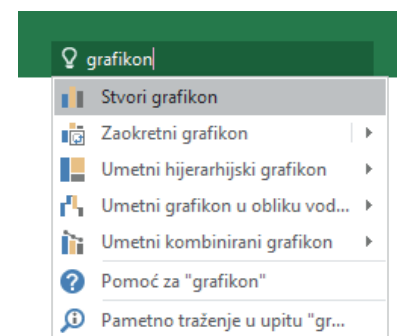 grafikon
Stvori grafikon
Zaokretni grafikon
Umetni hijerarhijski grafikon
Umetni grafikon u obliku vod...
Umetni kombinirani grafikon
Pomoć za "grafikon"
Pametno traženje u upitu "gr...